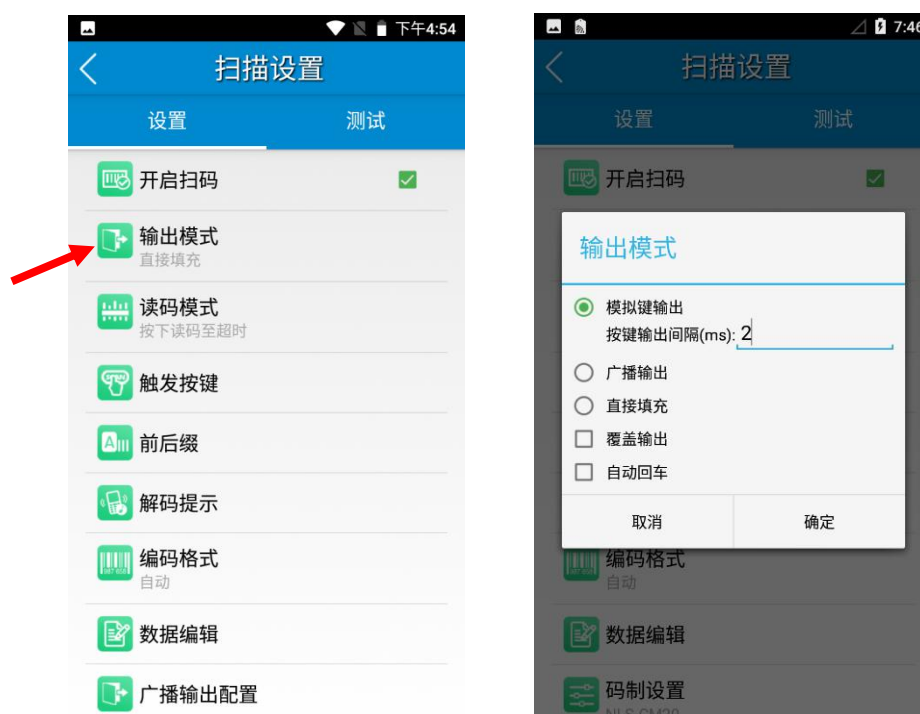 下午4:54
扫描设置
设置
测试
开启扫码
输出模式
直接填充
读码模式
按下读码至超时
触发按键
前后缀
解码提示
编码格式
自动
数据编辑
广播输出配置
7:46
扫描设置
设置
测试
开启扫码
输出模式
模拟键输出
按键输出间隔(ms): 2
广播输出
直接填充
覆盖输出
自动回车
取消
确定
编码格式
自动
数据编辑
码制设置